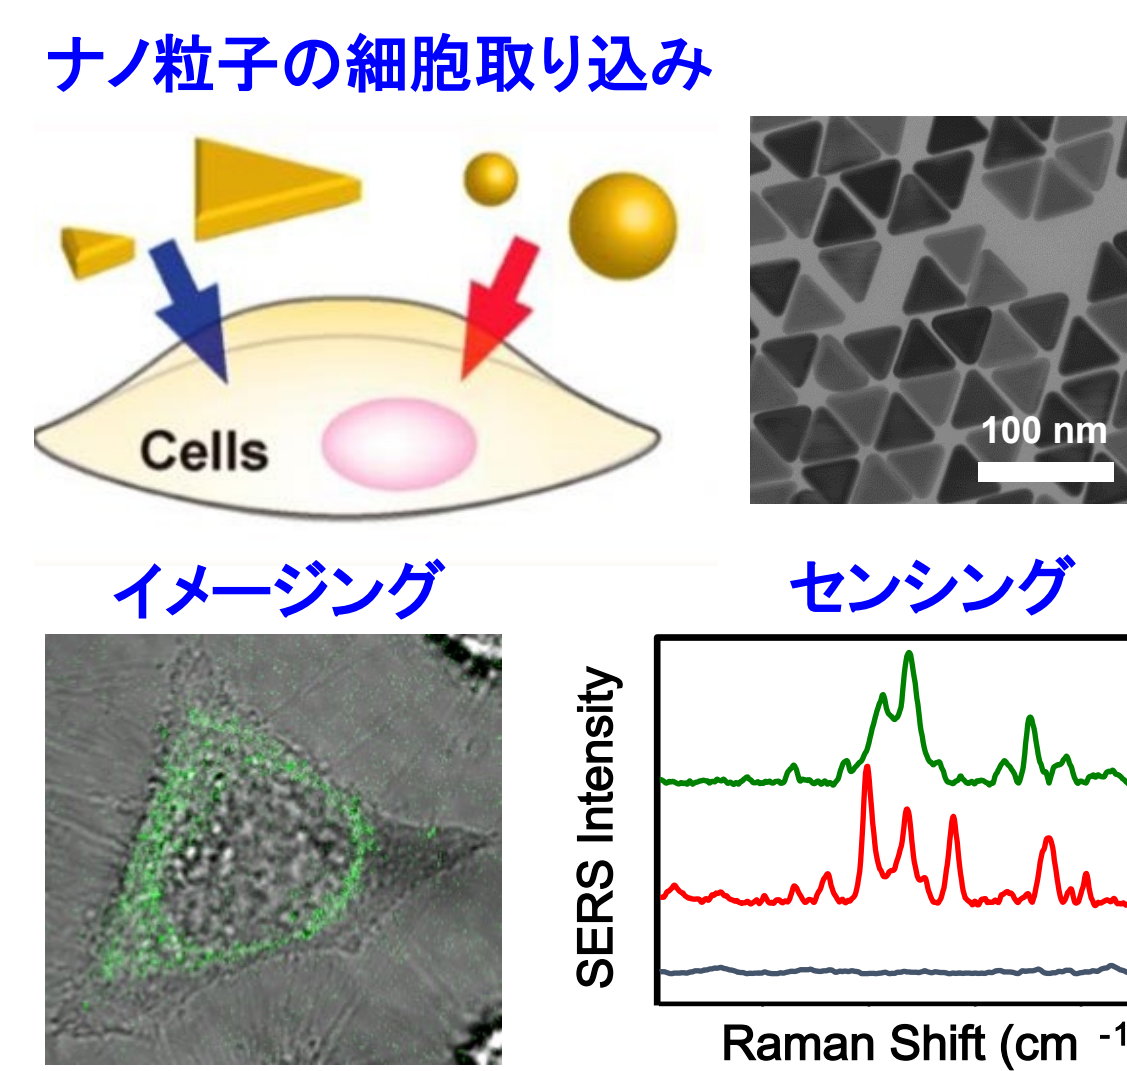 ナノ粒子の細胞取り込み
Cells
100 nm
イメージング
センシング
SERS Intensity
Raman Shift (cm -1